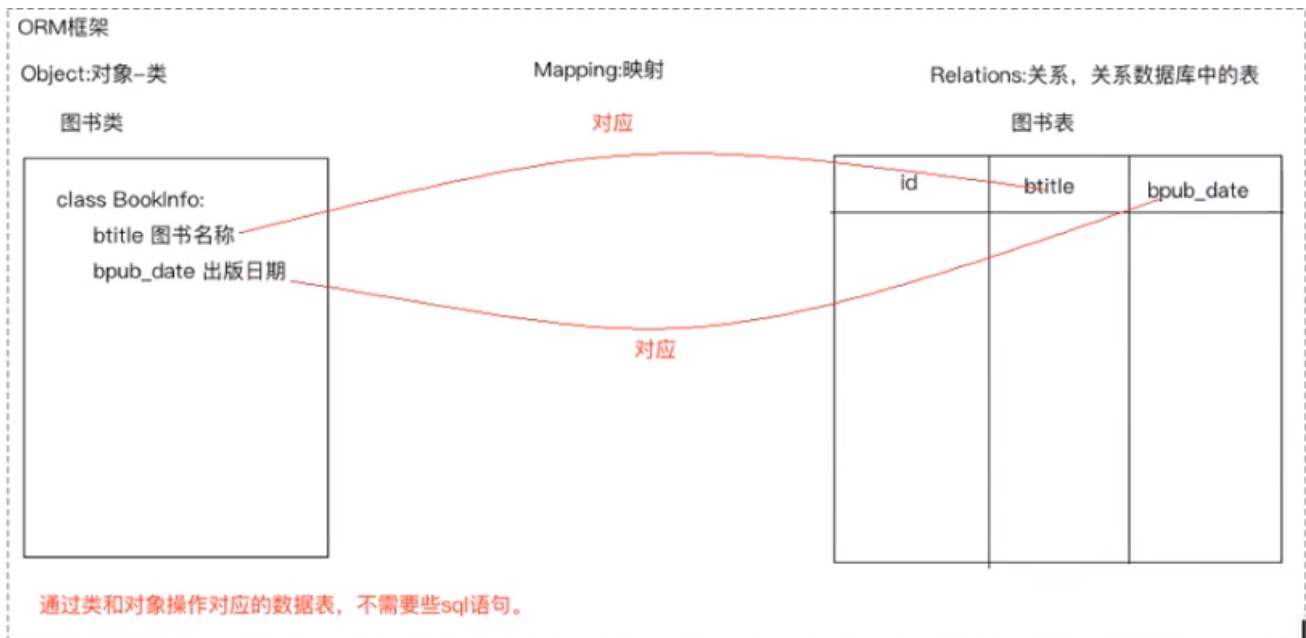 ORM框架
Object:对象-类
Mapping:映射
Relations:关系，关系数据库中的表
图书类
对应
图书表
class BookInfo:
btitle 图书名称
bpub_date 出版日期
id
btitle
bpub_date
对应
通过类和对象操作对应的数据表，不需要些sql语句。